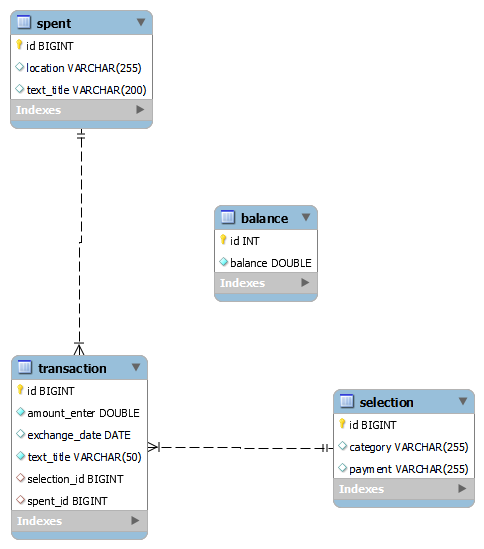 spent
id BIGINT
location VARCHAR(255)
text_title VARCHAR(200)
Indexes
balance
id INT
balance DOUBLE
Indexes
transaction
id BIGINT
amount_enter DOUBLE
exchange_date DATE
text_title VARCHAR(50)
selection_id BIGINT
spent_id BIGINT
Indexes
selection
id BIGINT
category VARCHAR(255)
payment VARCHAR(255)
Indexes